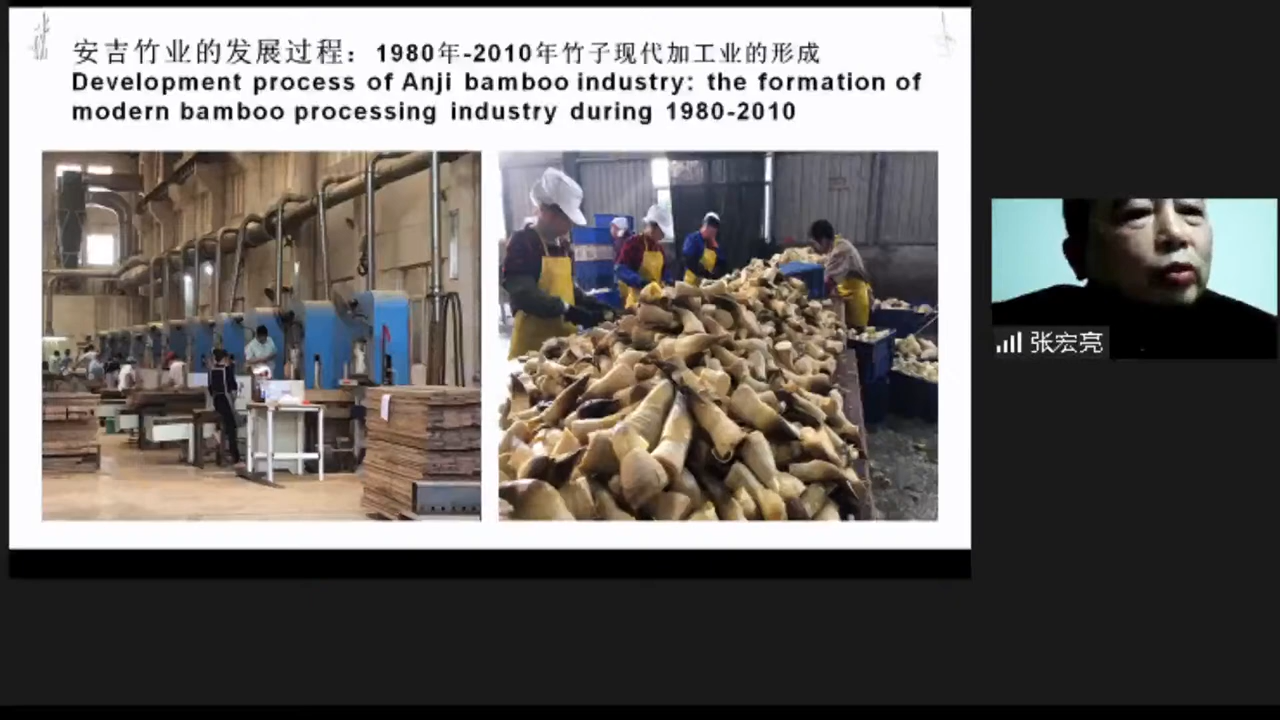 安吉竹业的发展过程：1980年-2010年竹子现代加工业的形成
Development process of Anji bamboo industry: the formation of
modern bamboo processing industry during 1980-2010
张宏亮